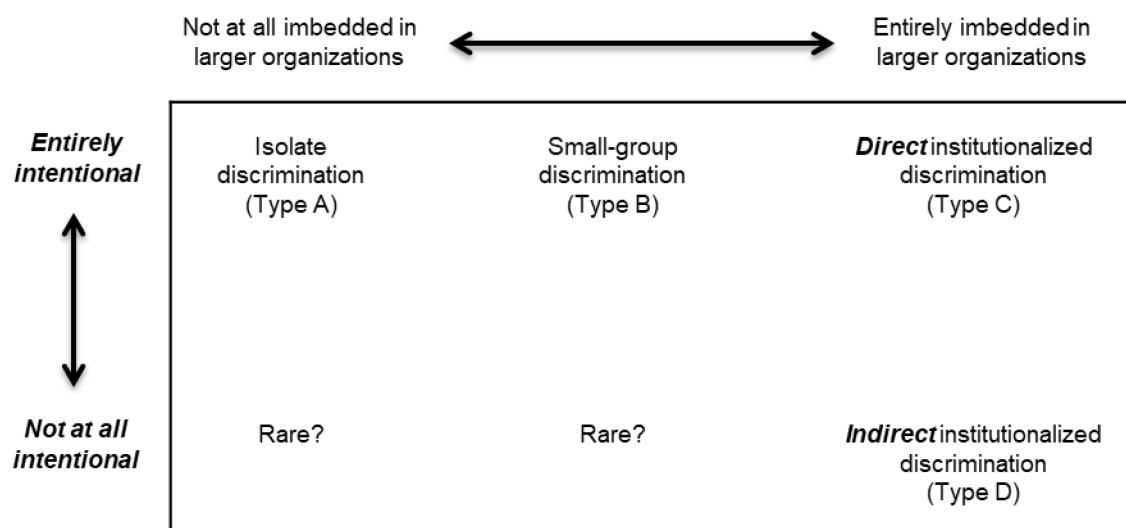 Not at all imbedded in
larger organizations
Entirely imbedded in
larger organizations
Entirely
intentional
Isolate
discrimination
(Type A)
Small-group
discrimination
(Type B)
Direct institutionalized
discrimination
(Type C)
Not at all
intentional
Rare?
Rare?
Indirect institutionalized
discrimination
(Type D)